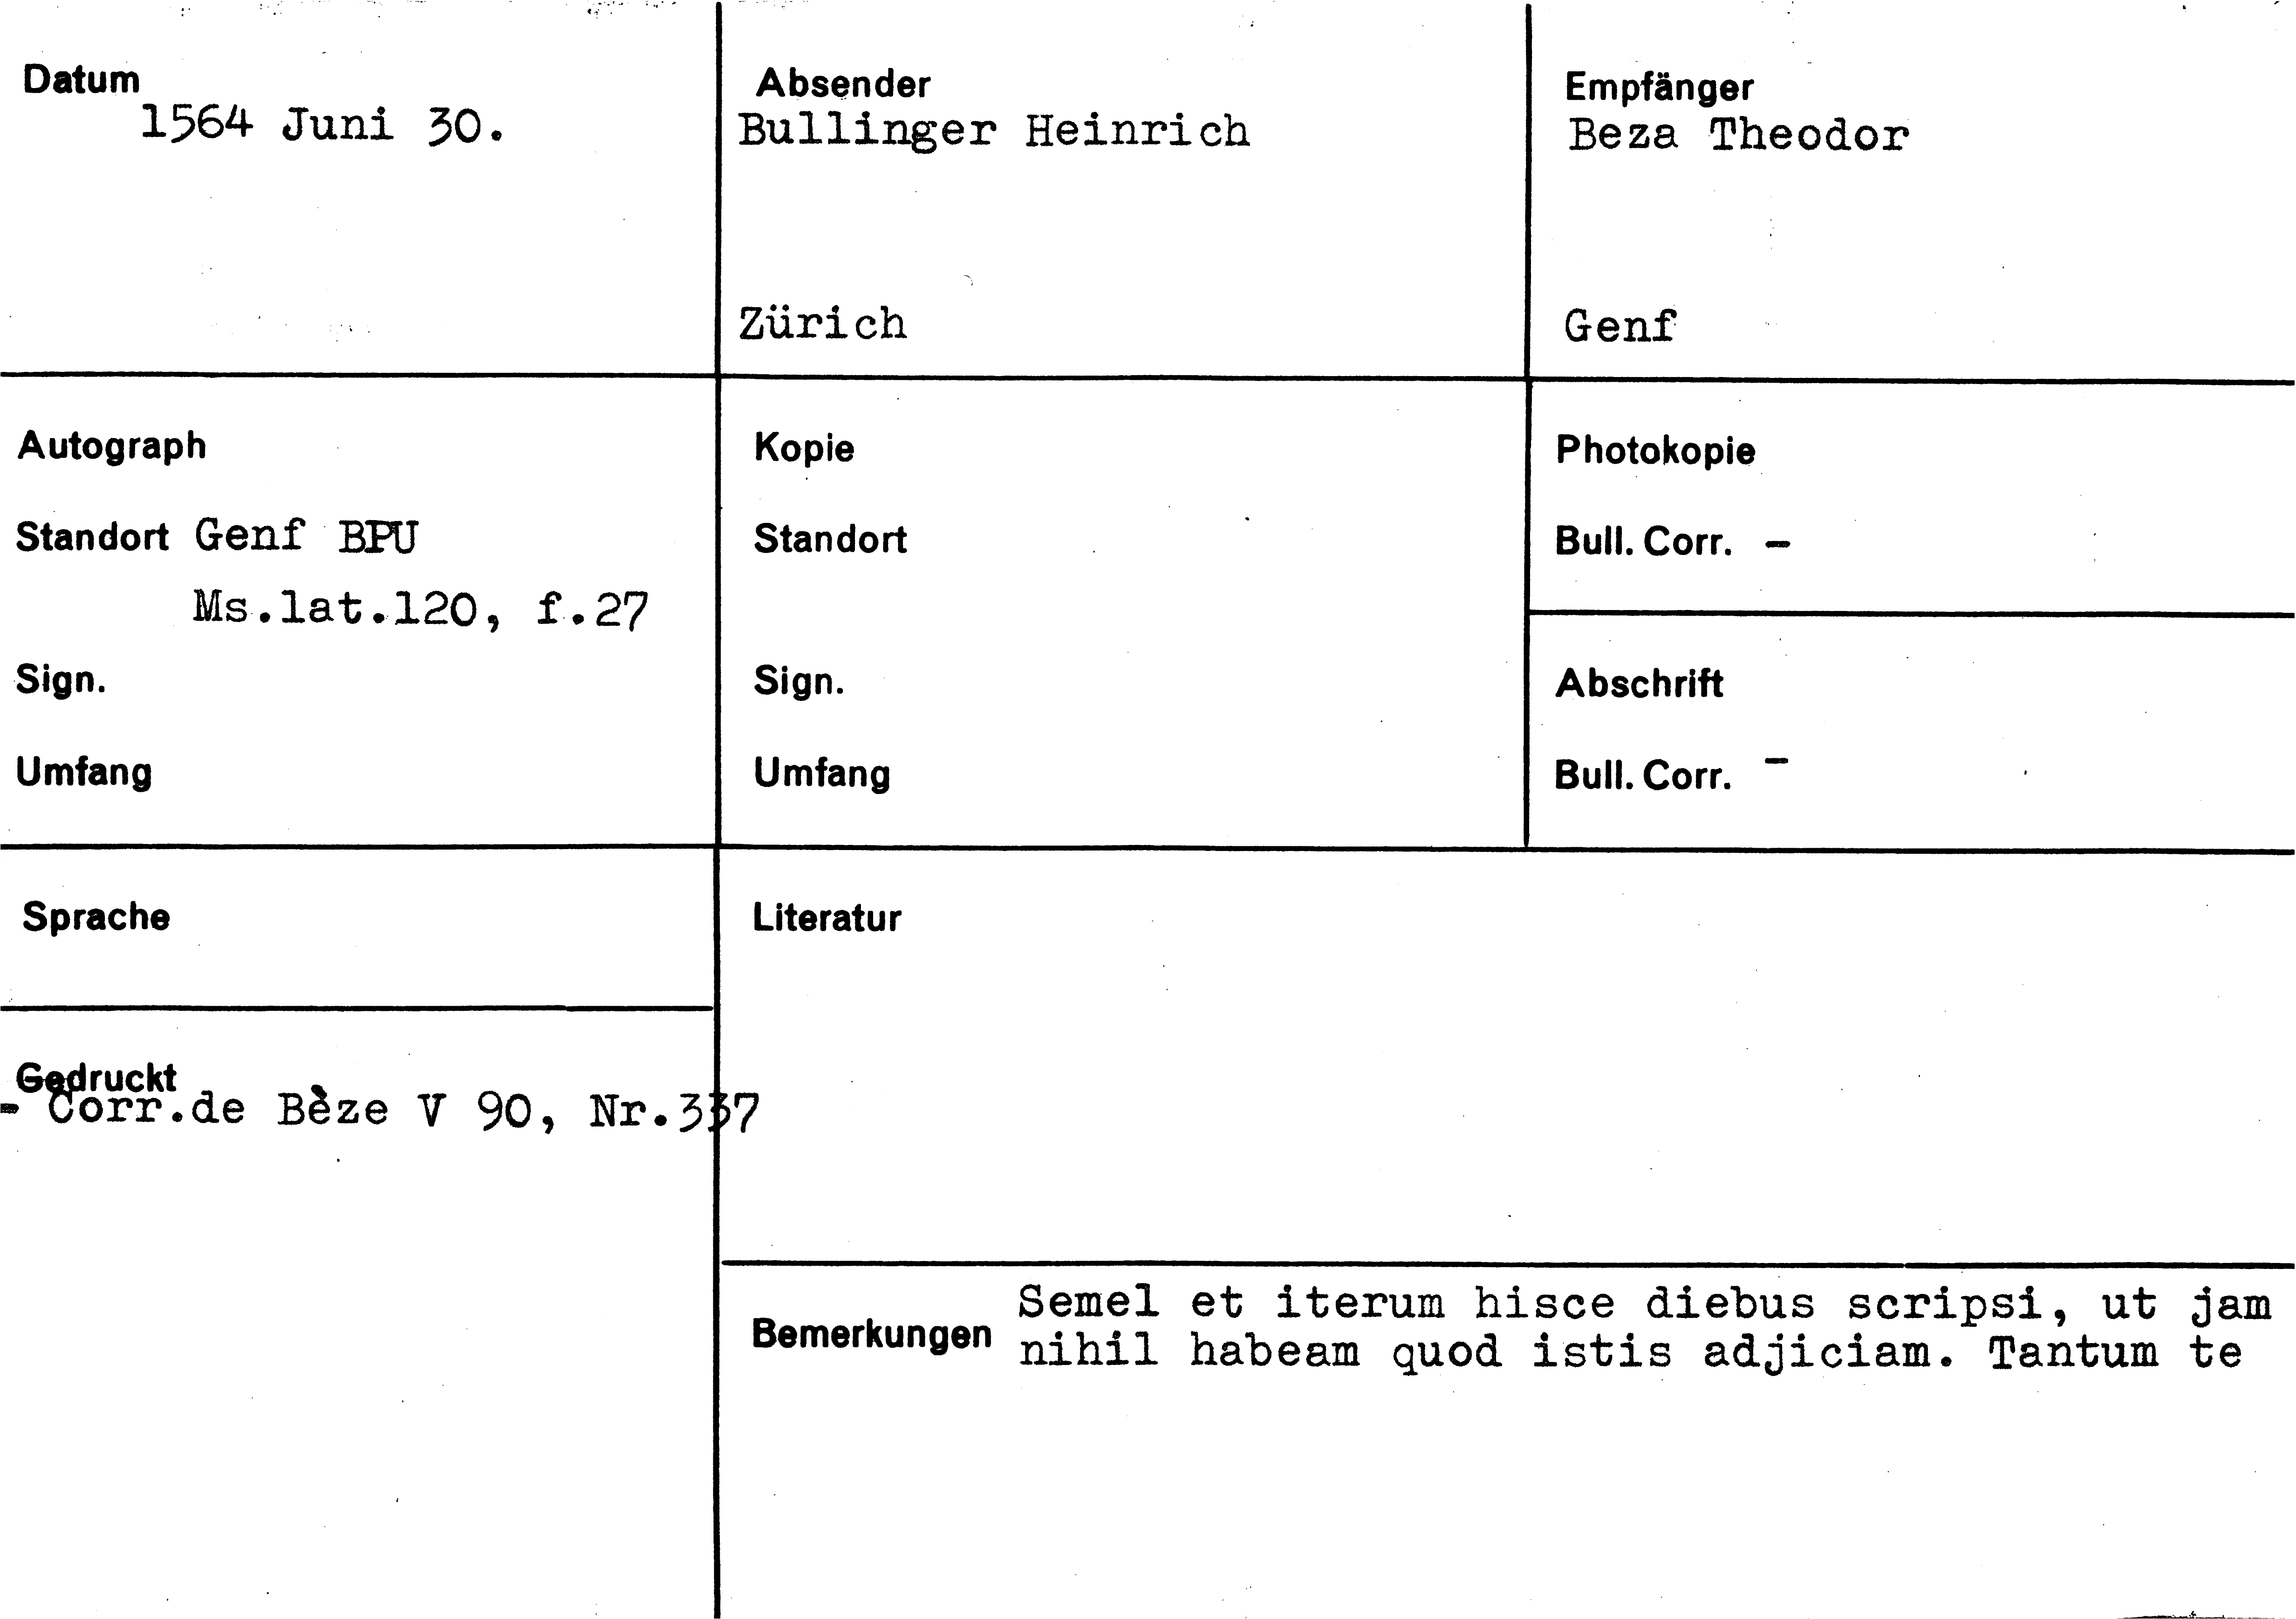 Datum
1564 Juni 30.
Absender
Bullinger Heinrich
Zürich
Empfänger
Beza Theodor
Genf
Autograph
Standort Genf BPU
Ms.lat.120, f.27
Sign.
Umfang
Kopie
Standort
Sign.
Umfang
Photokopie
Bull. Corr. -
Abschrift
Bull. Corr. -
Sprache
Gedruckt
- Corr.de Bèze V 90, Nr.337
Literatur
Bemerkungen
Semel et iterum hisce diebus scripsi, ut jam
nihil habeam quod istis adjiciam. Tantum te